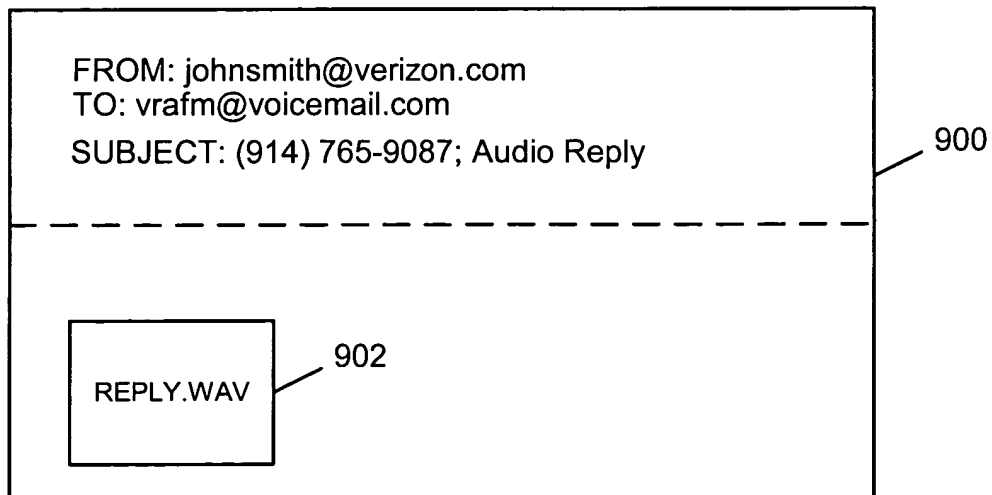 FROM: johnsmith@verizon.com
TO: vrafm@voicemail.com
SUBJECT: (914) 765-9087; Audio Reply
900
902
REPLY.WAV